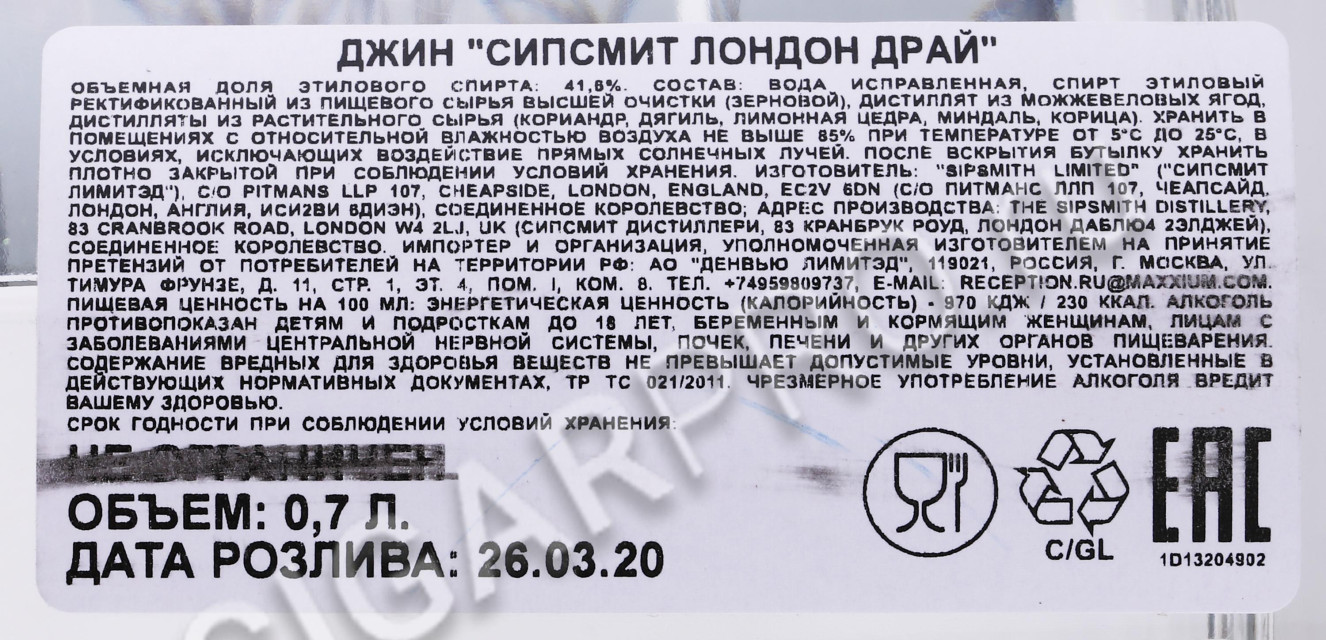 ДЖИН "СИПСМИТ ЛОНДОН ДРАЙ"
ОБЪЕМНАЯ ДОЛЯ ЭТИЛОВОГО СПИРТА: 41,6%. СОСТАВ: ВОДА ИСПРАВЛЕННАЯ, СПИРТ ЭТИЛОВЫЙ
РЕКТИФИКОВАННЫЙ ИЗ ПИЩЕВОГО СЫРЬЯ ВЫСШЕЙ ОЧИСТКИ (ЗЕРНОВОЙ), ДИСТИЛЛЯТ ИЗ МОЖЖЕВЕЛОВЫХ ЯГОД,
ДИСТИЛЛЯТЫ ИЗ РАСТИТЕЛЬНОГО СЫРЬЯ (КОРИАНДР, ДЯГИЛЬ, ЛИМОННАЯ ЦЕДРА, МИНДАЛЬ, КОРИЦА). ХРАНИТЬ В
ПОМЕЩЕНИЯХ С ОТНОСИТЕЛЬНОЙ ВЛАЖНОСТЬЮ ВОЗДУХА НЕ ВЫШЕ 85% ПРИ ТЕМПЕРАТУРЕ ОТ 5°С ДО 25°С, В
УСЛОВИЯХ, ИСКЛЮЧАЮЩИХ ВОЗДЕЙСТВИЕ ПРЯМЫХ СОЛНЕЧНЫХ ЛУЧЕЙ. ПОСЛЕ ВСКРЫТИЯ БУТЫЛКУ ХРАНИТЬ
ПЛОТНО ЗАКРЫТОЙ ПРИ СОБЛЮДЕНИИ УСЛОВИЙ ХРАНЕНИЯ. ИЗГОТОВИТЕЛЬ: "SIPSMITH LIMITED" ("СИПСМИТ
ЛИМИТЭД"), C/O PITMANS LLP 107, CHEAPSIDE, LONDON, ENGLAND, EC2V 6DN (С/О ПИТМАНС ЛЛП 107, ЧЕАПСАЙД,
ЛОНДОН, АНГЛИЯ, ИСИ2ВИ 6ДИЭН), СОЕДИНЕННОЕ КОРОЛЕВСТВО; АДРЕС ПРОИЗВОДСТВА: THE SIPSMITH DISTILLERY,
83 CRANBROOK ROAD, LONDON W4 2LJ, UK (СИПСМИТ ДИСТИЛЛЕРИ, 83 КРАНБРУК РОУД, ЛОНДОН ДАБЛЮ4 2ЭЛДЖЕЙ),
СОЕДИНЕННОЕ КОРОЛЕВСТВО. ИМПОРТЕР И ОРГАНИЗАЦИЯ, УПОЛНОМОЧЕННАЯ ИЗГОТОВИТЕЛЕМ НА ПРИНЯТИЕ
ПРЕТЕНЗИЙ ОТ ПОТРЕБИТЕЛЕЙ НА ТЕРРИТОРИИ РФ: АО "ДЕНВЬЮ ЛИМИТЭД", 119021, РОССИЯ, Г. МОСКВА, УЛ.
ТИМУРА ФРУНЗЕ, Д. 11, СТР. 1, ЭТ. 4, ПОМ. I, КОМ. 8. ТЕЛ. +74959809737, E-MAIL: RECEPTION.RU@MAXXIUM.COM.
ПИЩЕВАЯ ЦЕННОСТЬ НА 100 МЛ: ЭНЕРГЕТИЧЕСКАЯ ЦЕННОСТЬ (КАЛОРИЙНОСТЬ) - 970 КДЖ / 230 ККАЛ. АЛКОГОЛЬ
ПРОТИВОПОКАЗАН ДЕТЯМ И ПОДРОСТКАМ ДО 18 ЛЕТ, БЕРЕМЕННЫМ И КОРМЯЩИМ ЖЕНЩИНАМ, ЛИЦАМ С
ЗАБОЛЕВАНИЯМИ ЦЕНТРАЛЬНОЙ НЕРВНОЙ СИСТЕМЫ, ПОЧЕК, ПЕЧЕНИ И ДРУГИХ ОРГАНОВ ПИЩЕВАРЕНИЯ.
СОДЕРЖАНИЕ ВРЕДНЫХ ДЛЯ ЗДОРОВЬЯ ВЕЩЕСТВ НЕ ПРЕВЫШАЕТ ДОПУСТИМЫЕ УРОВНИ, УСТАНОВЛЕННЫЕ В
ДЕЙСТВУЮЩИХ НОРМАТИВНЫХ ДОКУМЕНТАХ, ТР ТС 021/2011. ЧРЕЗМЕРНОЕ УПОТРЕБЛЕНИЕ АЛКОГОЛЯ ВРЕДИТ
ВАШЕМУ ЗДОРОВЬЮ.
СРОК ГОДНОСТИ ПРИ СОБЛЮДЕНИИ УСЛОВИЙ ХРАНЕНИЯ:
НЕ ОГРАНИЧЕН
ОБЪЕМ: 0,7 Л.
ДАТА РОЗЛИВА: 26.03.20
C/GL
EAC
1D13204902
CIGARPRO.RU